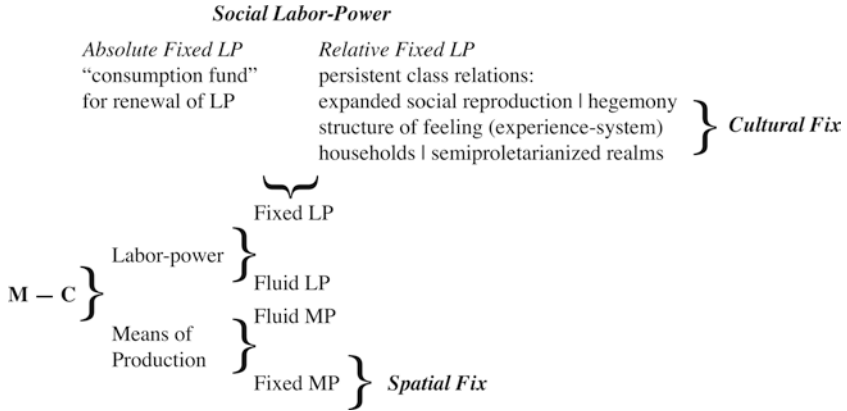 Social Labor-Power
Absolute Fixed LP
“consumption fund”
for renewal of LP
Relative Fixed LP
persistent class relations:
expanded social reproduction | hegemony
structure of feeling (experience-system)
households | semiproletarianized realms
Cultural Fix
Fixed LP
Labor-power
Fluid LP
M – C
Fluid MP
Means of
Production
Fixed MP
Spatial Fix